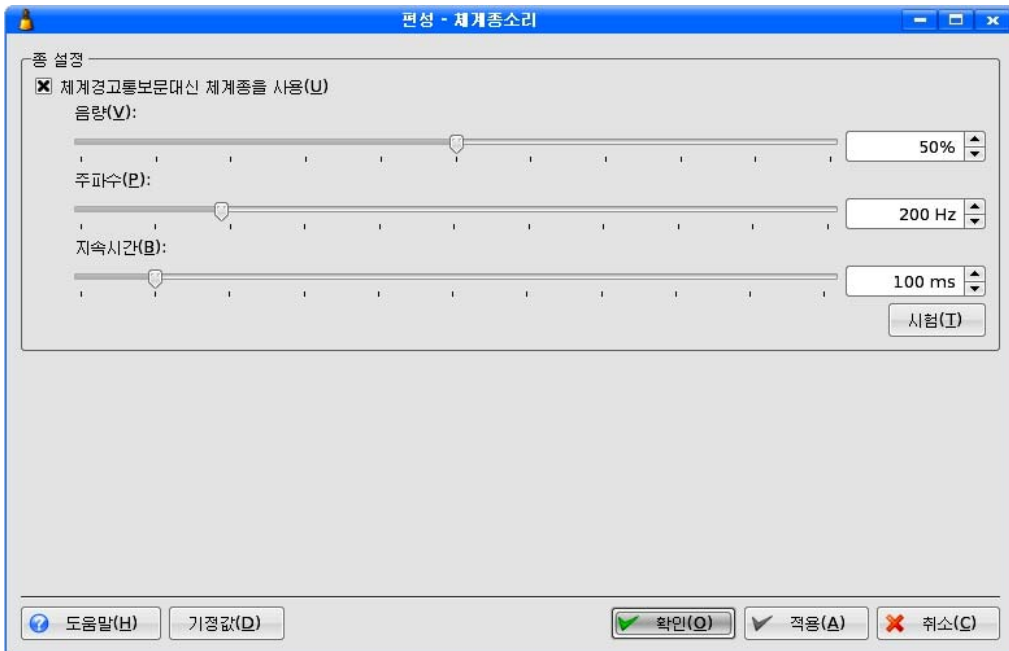 편성 - 체계종소리
종 설정
체계경고통보문대신 체계종을 사용(U)
음량(V):
50%
주파수(P):
200 Hz
지속시간(B):
100 ms
시험(T)
도움말(H) 기정값(D) 확인(O) 적용(A) 취소(C)